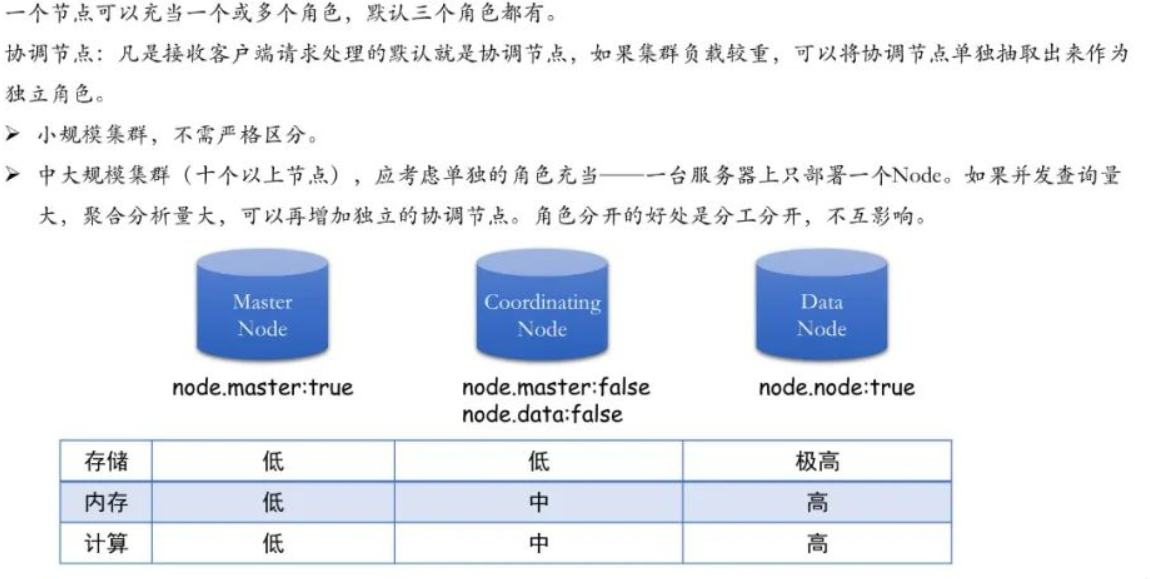 一个节点可以充当一个或多个角色，默认三个角色都有。
协调节点：凡是接收客户端请求处理的默认就是协调节点，如果集群负载较重，可以将协调节点单独抽取出来作为
独立角色。
➢ 小规模集群，不需严格区分。
➢ 中大规模集群（十个以上节点），应考虑单独的角色充当——一台服务器上只部署一个Node。如果并发查询量
大，聚合分析量大，可以再增加独立的协调节点。角色分开的好处是分工分开，不互影响。
Master Coordinating Data
Node Node Node
node.master:true node.master:false node.node:true
node.data:false
存储 低 低 极高
内存 低 中 高
计算 低 中 高